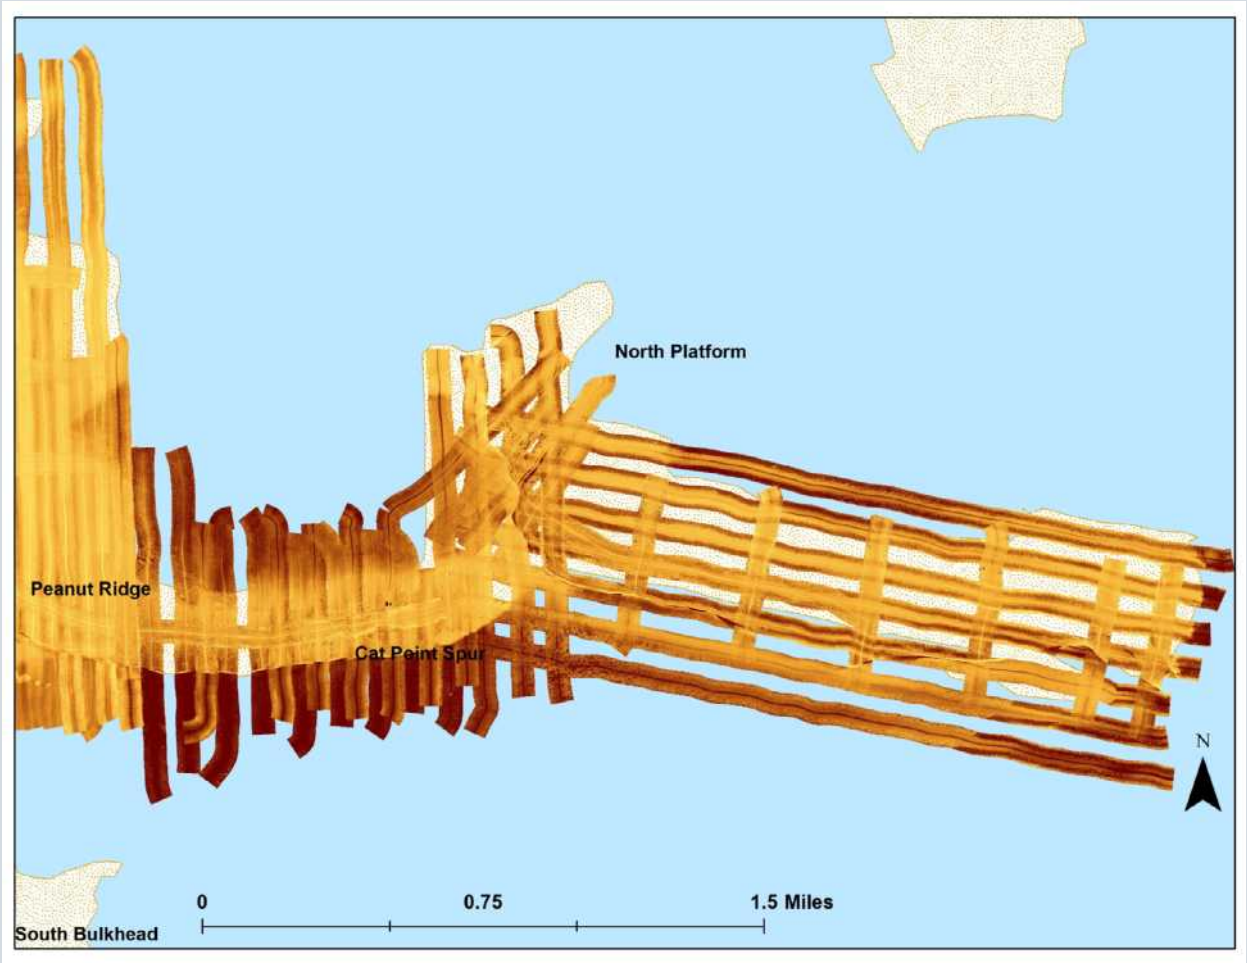 North Platform
Peanut Ridge
Cat Point Spur
N
0 0.75 1.5 Miles
South Bulkhead